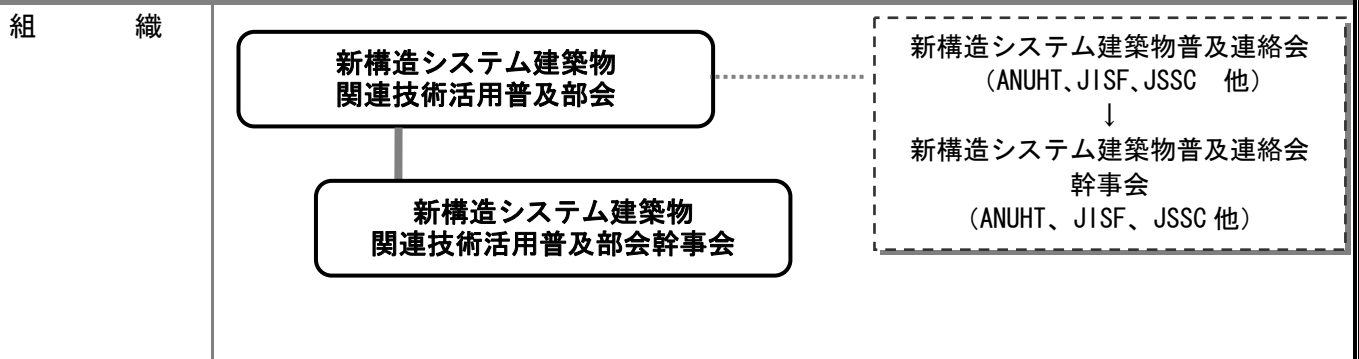 組　　　織
新構造システム建築物
関連技術活用普及部会
新構造システム建築物
関連技術活用普及部会幹事会
新構造システム建築物普及連絡会
（ANUHT、JISF、JSSC　他）
↓
新構造システム建築物普及連絡会
幹事会
（ANUHT、JISF、JSSC 他）